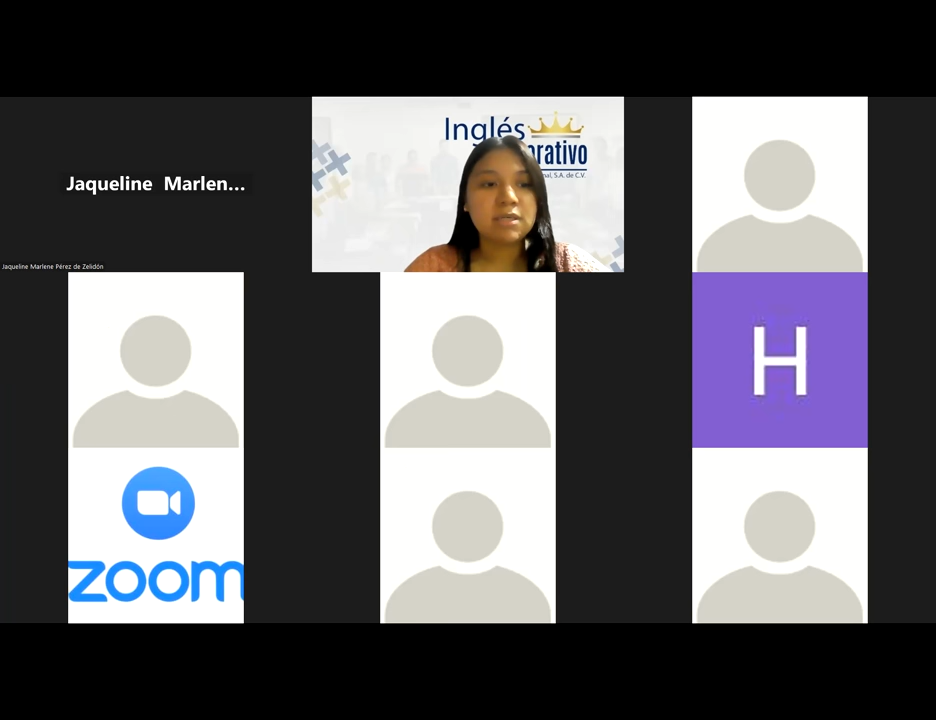 Jaqueline Marlen...
Jaqueline Marlene Pérez de Zelidón
Inglés
rativo
nal, S.A. de C.V.
H
zoom